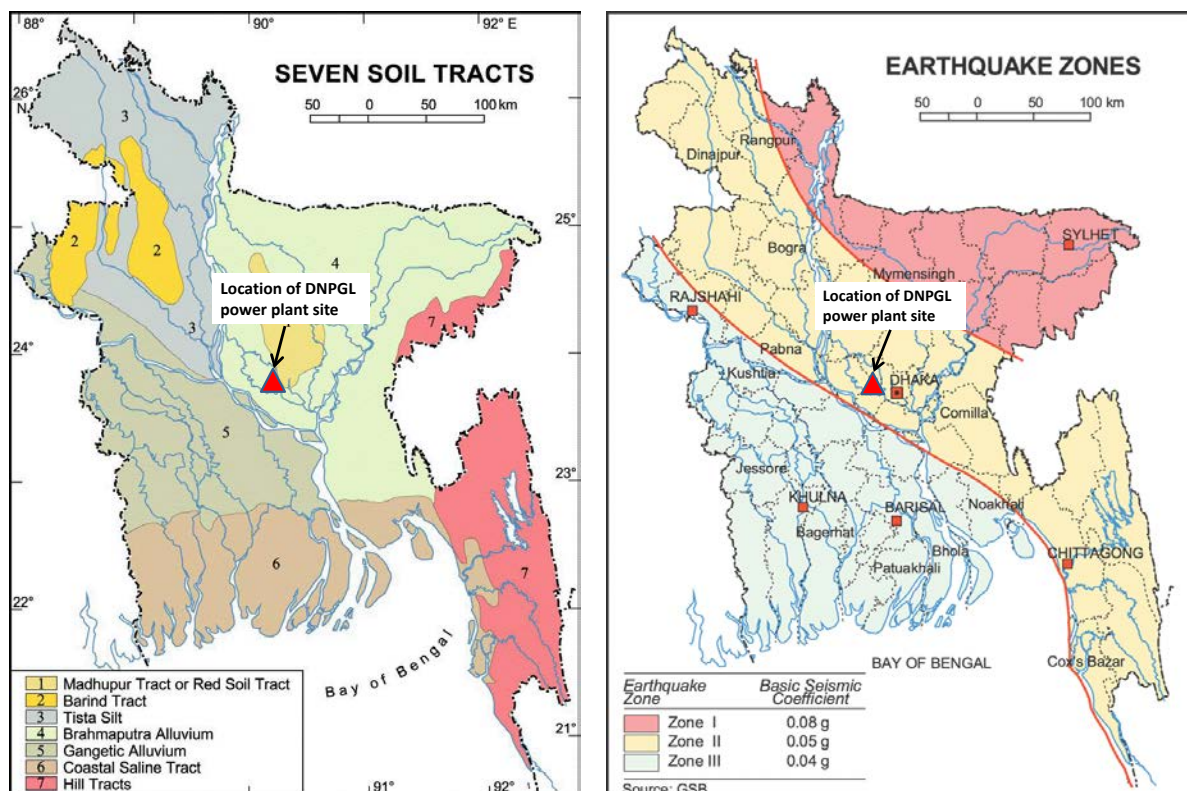 88°
90°
92° E
SEVEN SOIL TRACTS
50 0 50 100 km
26°
N
3
25°
2
2
4
Location of DNPGL
power plant site
7
3
24°
5
23°
6
7
22°
Bay of Bengal
1 Madhupur Tract or Red Soil Tract
2 Barind Tract
3 Tista Silt
4 Brahmaputra Alluvium
5 Gangetic Alluvium
6 Coastal Saline Tract
7 Hill Tracts
21°
91°
92°
EARTHQUAKE ZONES
50 0 50 100 km
Rangpur
Dinajpur
SYLHET
Bogra
Mymensingh
RAJSHAHI
Location of DNPGL
power plant site
Pabna
Kushtia
DHAKA
Comilla
Jessore
KHULNA
BARISAL
Noakhali
Bagerhat
Bhola
Patuakhali
CHITTAGONG
BAY OF BENGAL
Cox's Bazar
Earthquake Basic Seismic
Zone Coefficient
Zone I 0.08 g
Zone II 0.05 g
Zone III 0.04 g
Source: GSB